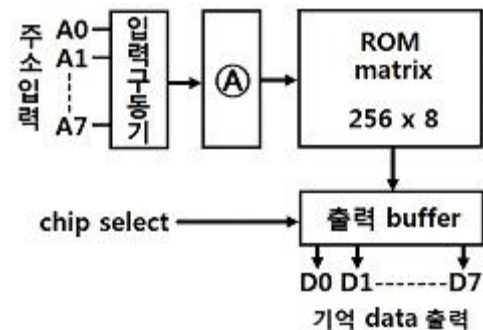 주소입력
A0
A1
A7
입력구동기
Ⓐ
ROM
matrix
256 x 8
chip select
출력 buffer
D0 D1--------D7
기억 data 출력